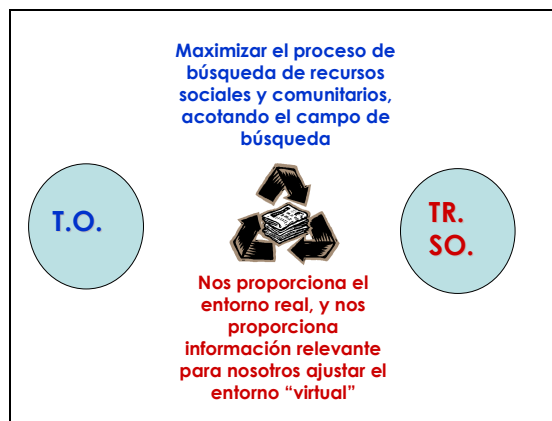 Maximizar el proceso de
búsqueda de recursos
sociales y comunitarios,
acotando el campo de
búsqueda
T.O.
TR.
SO.
Nos proporciona el
entorno real, y nos
proporciona
información relevante
para nosotros ajustar el
entorno “virtual”